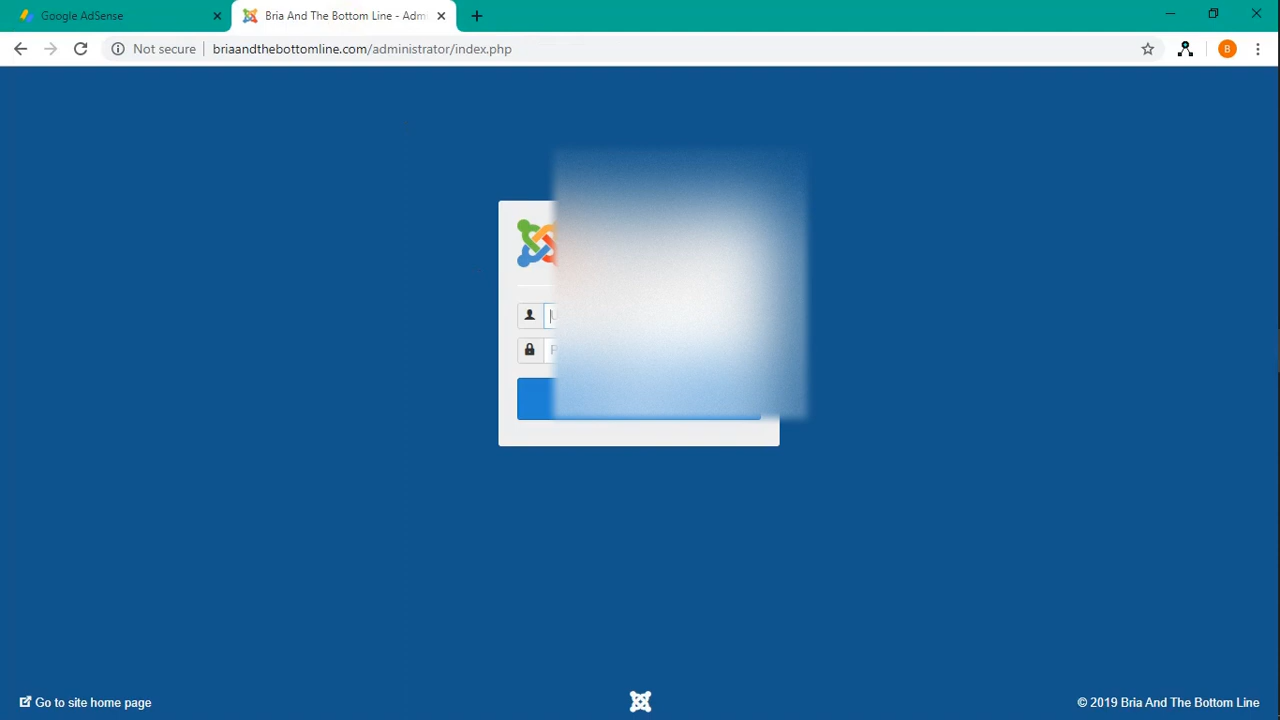 Google AdSense
Bria And The Bottom Line - Adm
Not secure
briaandthebottomline.com/administrator/index.php
B
Go to site home page
© 2019 Bria And The Bottom Line